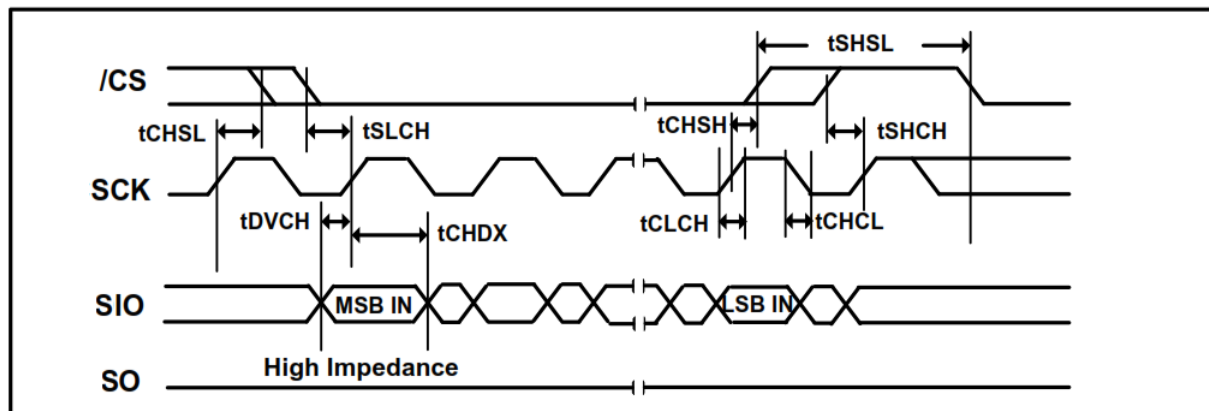 tSHSL
/CS
tCHSL tSLCH tCHSH tSHCH
SCK
tDVCH tCHDX tCLCH tCHCL
SIO MSB IN LSB IN
High Impedance
SO